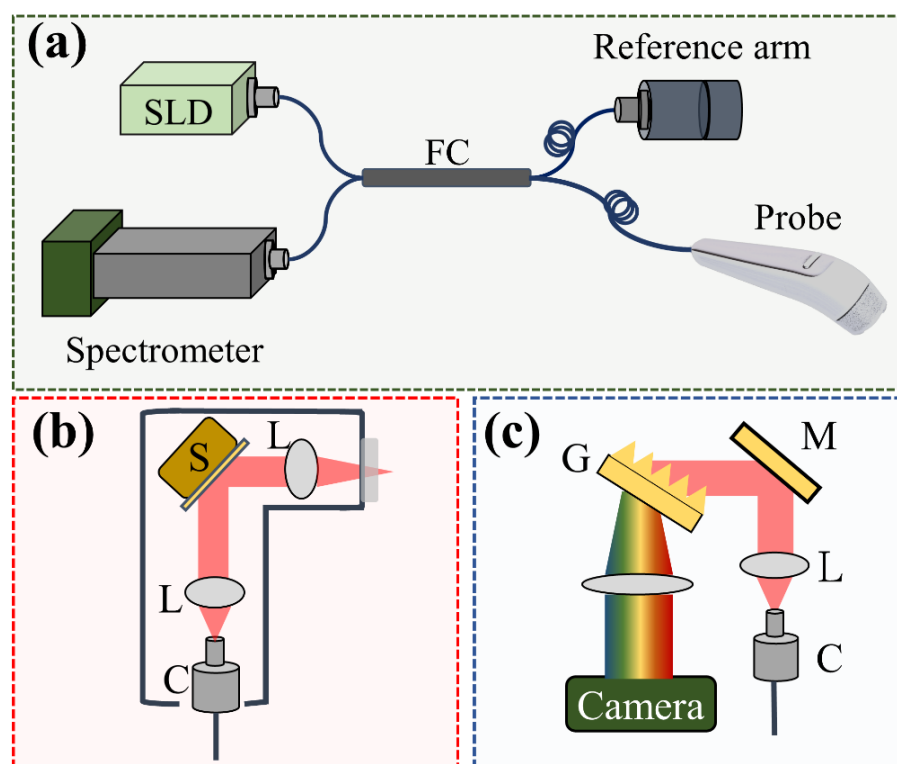 (a)
SLD
Reference arm
FC
Probe
Spectrometer
(b)
S
L
L
C
(c)
G
M
L
C
Camera